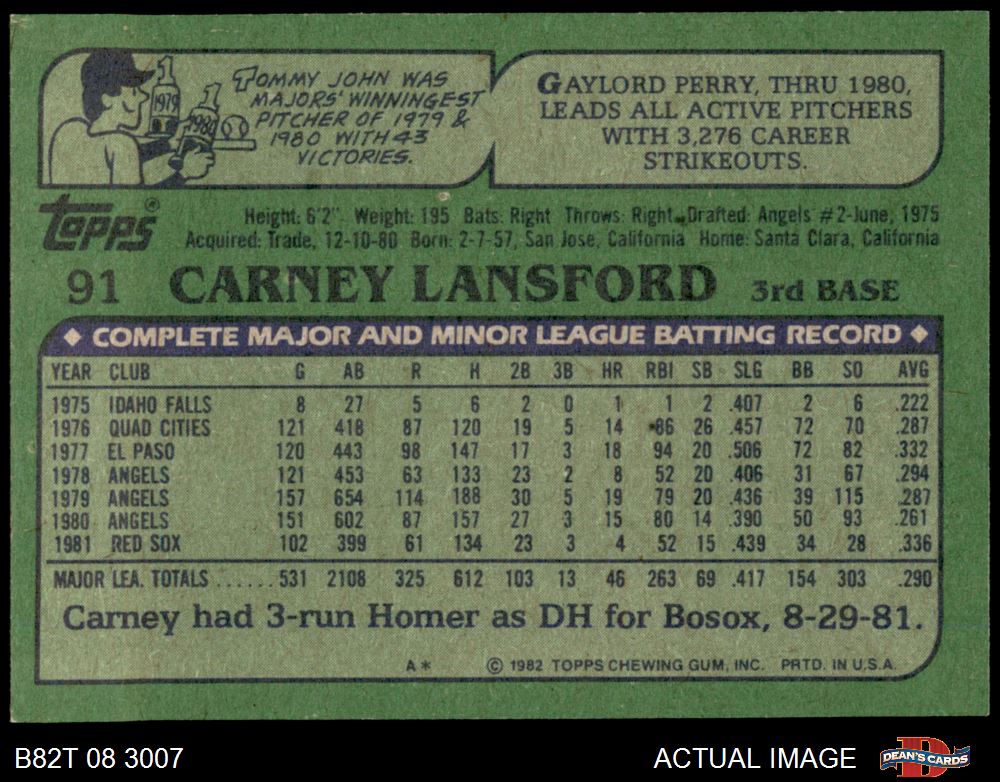 1
1979
1
1980
TOMMY JOHN WAS
MAJORS' WINNINGEST
PITCHER OF 1979 &
1980 WITH 43
VICTORIES.
GAYLORD PERRY, THRU 1980,
LEADS ALL ACTIVE PITCHERS
WITH 3,276 CAREER
STRIKEOUTS.
Topps®
Height: 6'2". Weight: 195 Bats: Right Throws: Right Drafted: Angels #2-June, 1975
Acquired: Trade, 12-10-80 Born: 2-7-57, San Jose, California Home: Santa Clara, California
91 CARNEY LANSFORD 3rd BASE
◆ COMPLETE MAJOR AND MINOR LEAGUE BATTING RECORD ◆
YEAR CLUB G AB R H 2B 3B HR RBI SB SLG BB SO AVG
1975 IDAHO FALLS 8 27 5 6 2 0 1 1 2 .407 2 6 .222
1976 QUAD CITIES 121 418 87 120 19 5 14 86 26 .457 72 70 .287
1977 EL PASO 120 443 98 147 17 3 18 94 20 .506 72 82 .332
1978 ANGELS 121 453 63 133 23 2 8 52 20 .406 31 67 .294
1979 ANGELS 157 654 114 188 30 5 19 79 20 .436 39 115 .287
1980 ANGELS 151 602 87 157 27 3 15 80 14 .390 50 93 .261
1981 RED SOX 102 399 61 134 23 3 4 52 15 .439 34 28 .336
MAJOR LEA. TOTALS ......531 2108 325 612 103 13 46 263 69 .417 154 303 .290
Carney had 3-run Homer as DH for Bosox, 8-29-81.
A* © 1982 TOPPS CHEWING GUM, INC. PRTD. IN U.S.A.
B82T 08 3007 ACTUAL IMAGE DEAN'S CARDS